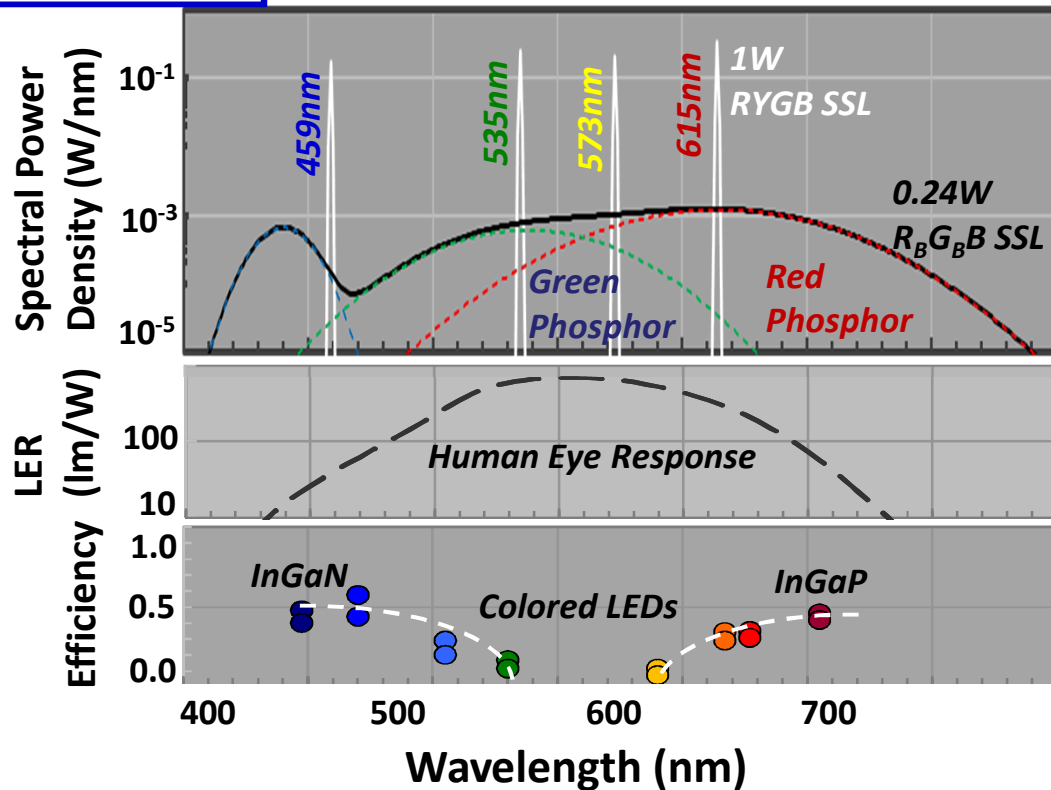 Spectral Power
Density (W/nm)
10⁻¹
10⁻³
10⁻⁵
459nm
535nm
573nm
615nm
1W
RYGB SSL
0.24W
R_BG_BB SSL
Green
Phosphor
Red
Phosphor
LER
(lm/W)
100
10
Human Eye Response
Efficiency
1.0
0.5
0.0
InGaN
Colored LEDs
InGaP
400 500 600 700
Wavelength (nm)